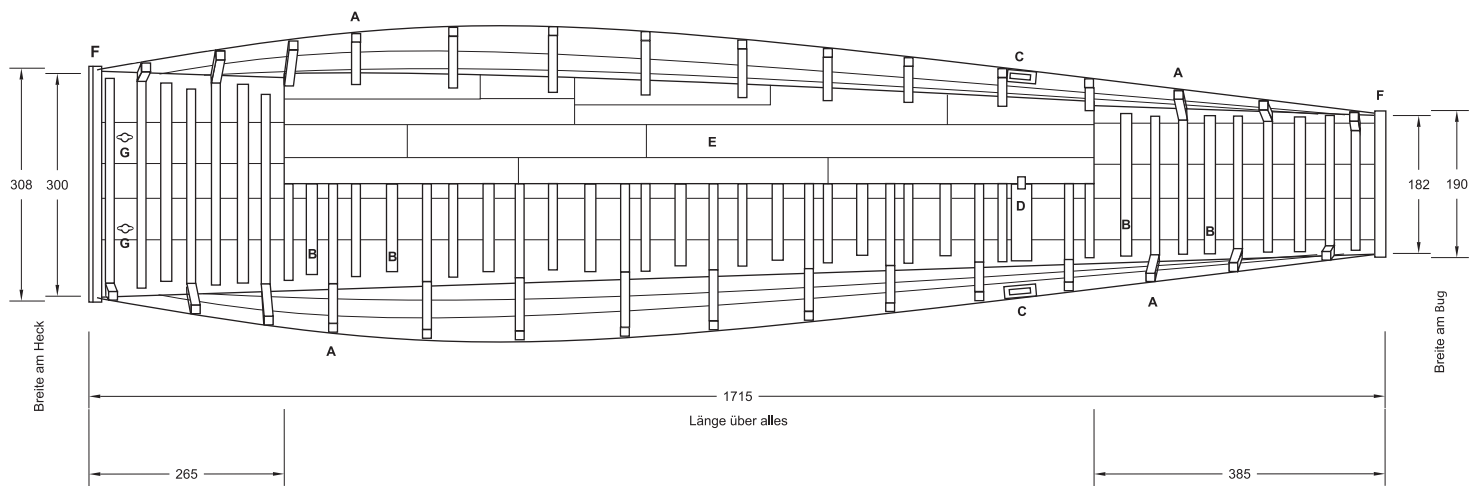 A
F
C
A
F
G
E
308
300
182
190
D
B
B
B
B
G
A
C
A
Breite am Heck
Breite am Bug
1715
Länge über alles
265
385